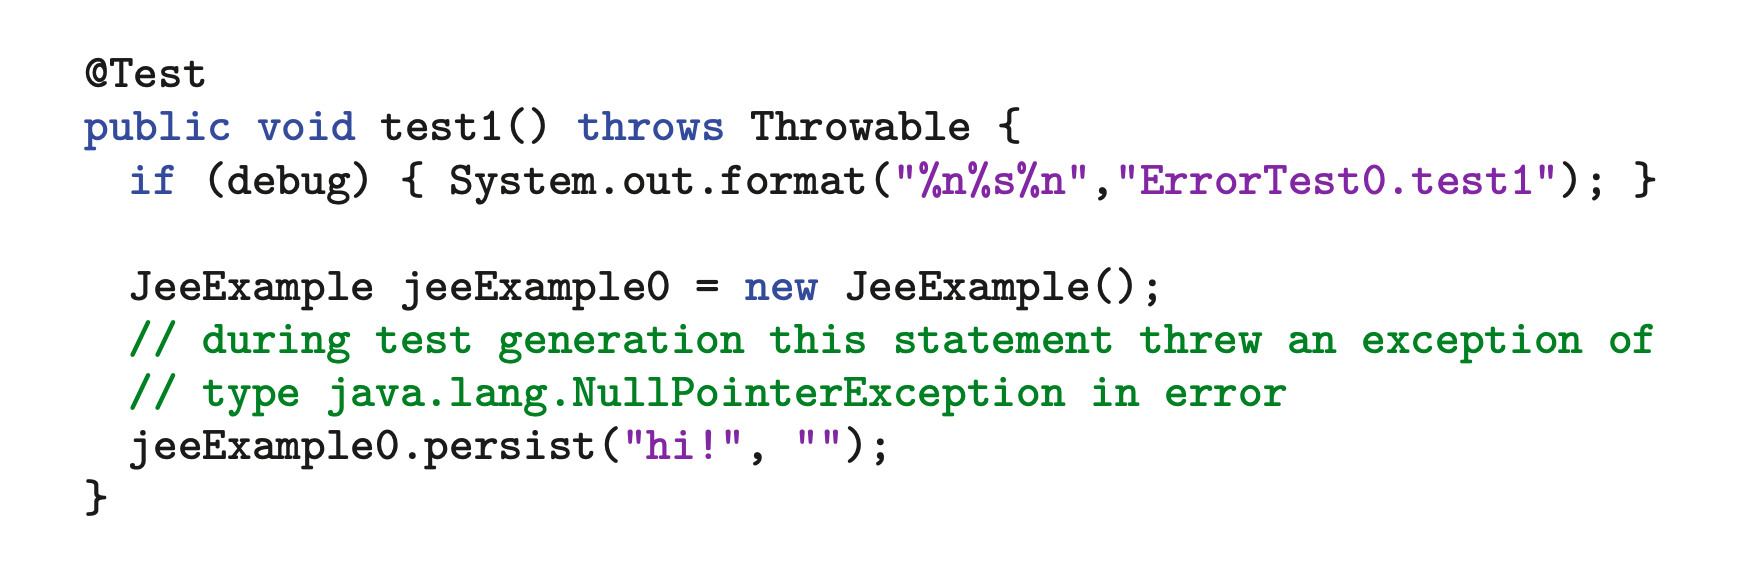 @Test
public void test1() throws Throwable {
  if (debug) { System.out.format("%n%s%n","ErrorTest0.test1"); }

  JeeExample jeeExample0 = new JeeExample();
  // during test generation this statement threw an exception of
  // type java.lang.NullPointerException in error
  jeeExample0.persist("hi!", "");
}